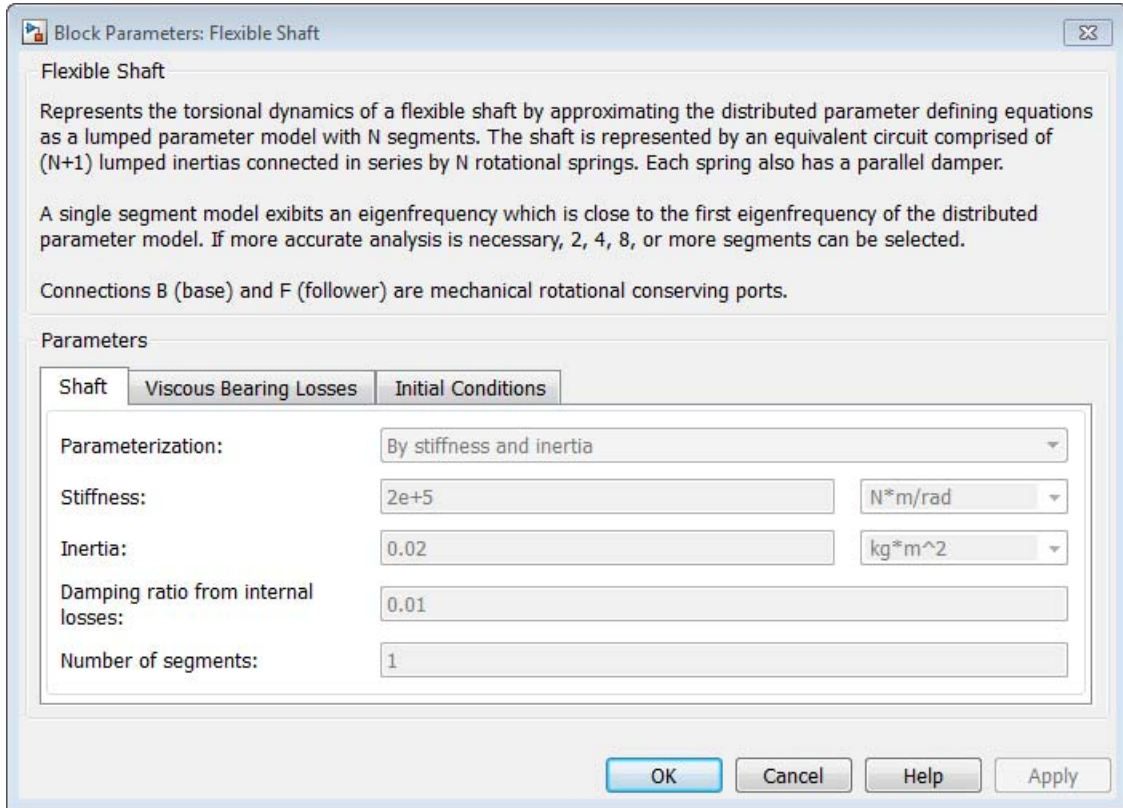 Block Parameters: Flexible Shaft
Flexible Shaft
Represents the torsional dynamics of a flexible shaft by approximating the distributed parameter defining equations
as a lumped parameter model with N segments. The shaft is represented by an equivalent circuit comprised of
(N+1) lumped inertias connected in series by N rotational springs. Each spring also has a parallel damper.
A single segment model exibits an eigenfrequency which is close to the first eigenfrequency of the distributed
parameter model. If more accurate analysis is necessary, 2, 4, 8, or more segments can be selected.
Connections B (base) and F (follower) are mechanical rotational conserving ports.
Parameters
Shaft Viscous Bearing Losses Initial Conditions
Parameterization: By stiffness and inertia
Stiffness: 2e+5 N*m/rad
Inertia: 0.02 kg*m^2
Damping ratio from internal
losses: 0.01
Number of segments: 1
OK Cancel Help Apply